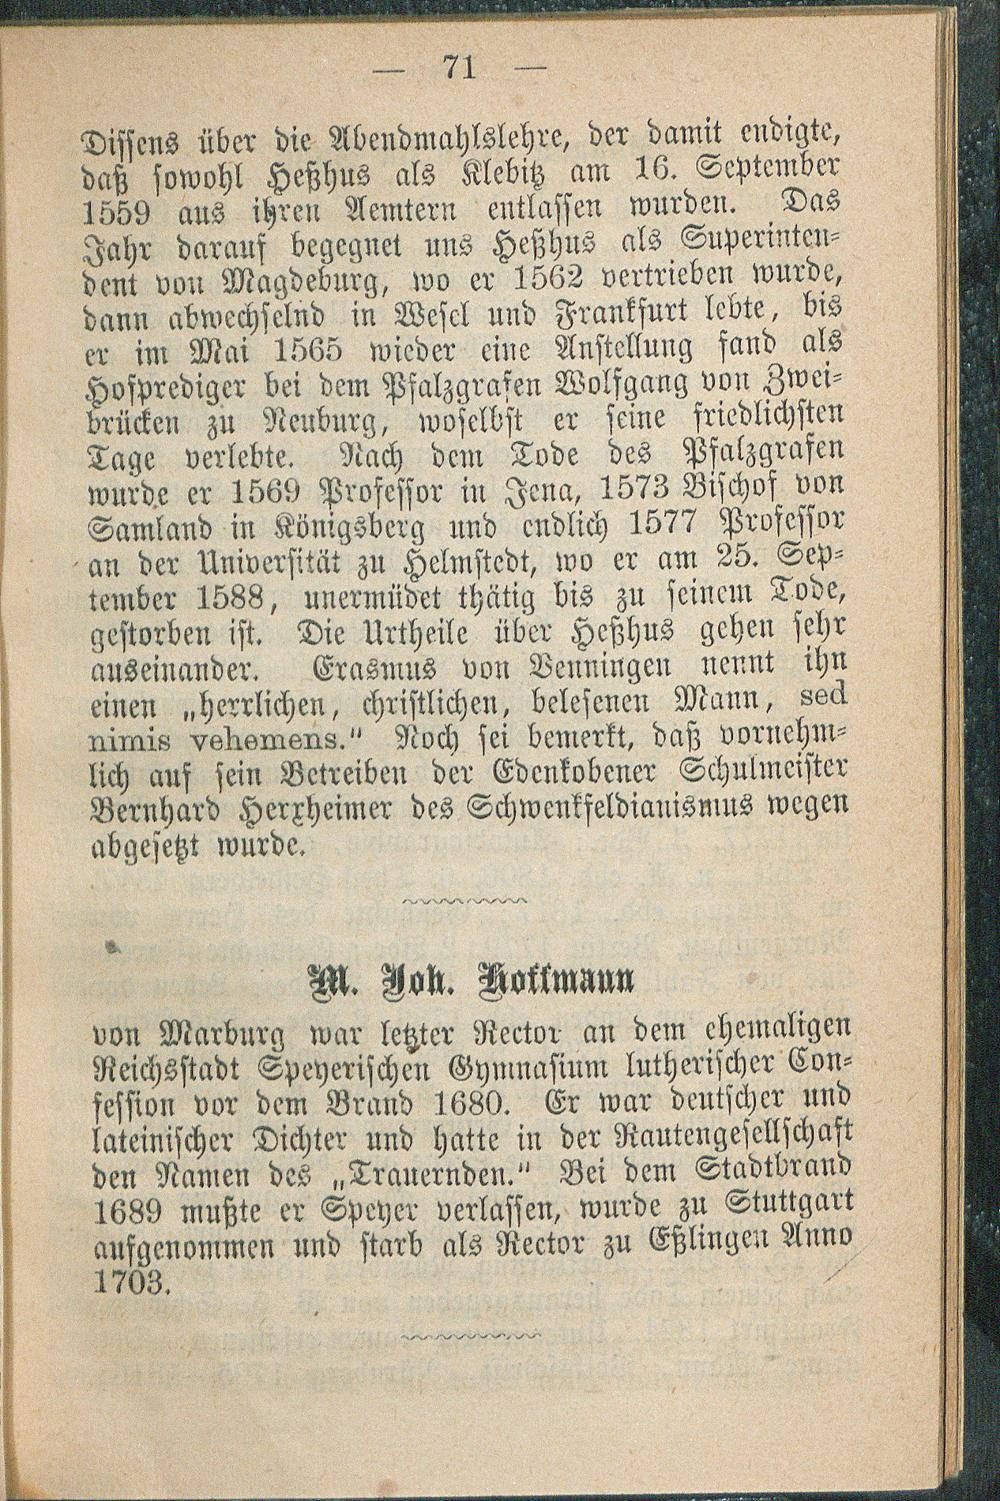 — 71 —
Dissens über die Abendmahlslehre, der damit endigte,
daß sowohl Heßhus als Klebitz am 16. September
1559 aus ihren Aemtern entlassen wurden. Das
Jahr darauf begegnet uns Heßhus als Superinten-
dent von Magdeburg, wo er 1562 vertrieben wurde,
dann abwechselnd in Wesel und Frankfurt lebte, bis
er im Mai 1565 wieder eine Anstellung fand als
Hofprediger bei dem Pfalzgrafen Wolfgang von Zwei-
brücken zu Neuburg, woselbst er seine friedlichsten
Tage verlebte. Nach dem Tode des Pfalzgrafen
wurde er 1569 Professor in Jena, 1573 Bischof von
Samland in Königsberg und endlich 1577 Professor
an der Universität zu Helmstedt, wo er am 25. Sep-
tember 1588, unermüdet thätig bis zu seinem Tode,
gestorben ist. Die Urtheile über Heßhus gehen sehr
auseinander. Erasmus von Venningen nennt ihn
einen „herrlichen, christlichen, belesenen Mann, sed
nimis vehemens." Noch sei bemerkt, daß vornehm-
lich auf sein Betreiben der Edenkobener Schulmeister
Bernhard Herxheimer des Schwenkfeldianismus wegen
abgesetzt wurde.
M. Joh. Hoffmann
von Marburg war letzter Rector an dem ehemaligen
Reichsstadt Speyerischen Gymnasium lutherischer Con-
fession vor dem Brand 1680. Er war deutscher und
lateinischer Dichter und hatte in der Rautengesellschaft
den Namen des „Trauernden." Bei dem Stadtbrand
1689 mußte er Speyer verlassen, wurde zu Stuttgart
aufgenommen und starb als Rector zu Eßlingen Anno
1703.